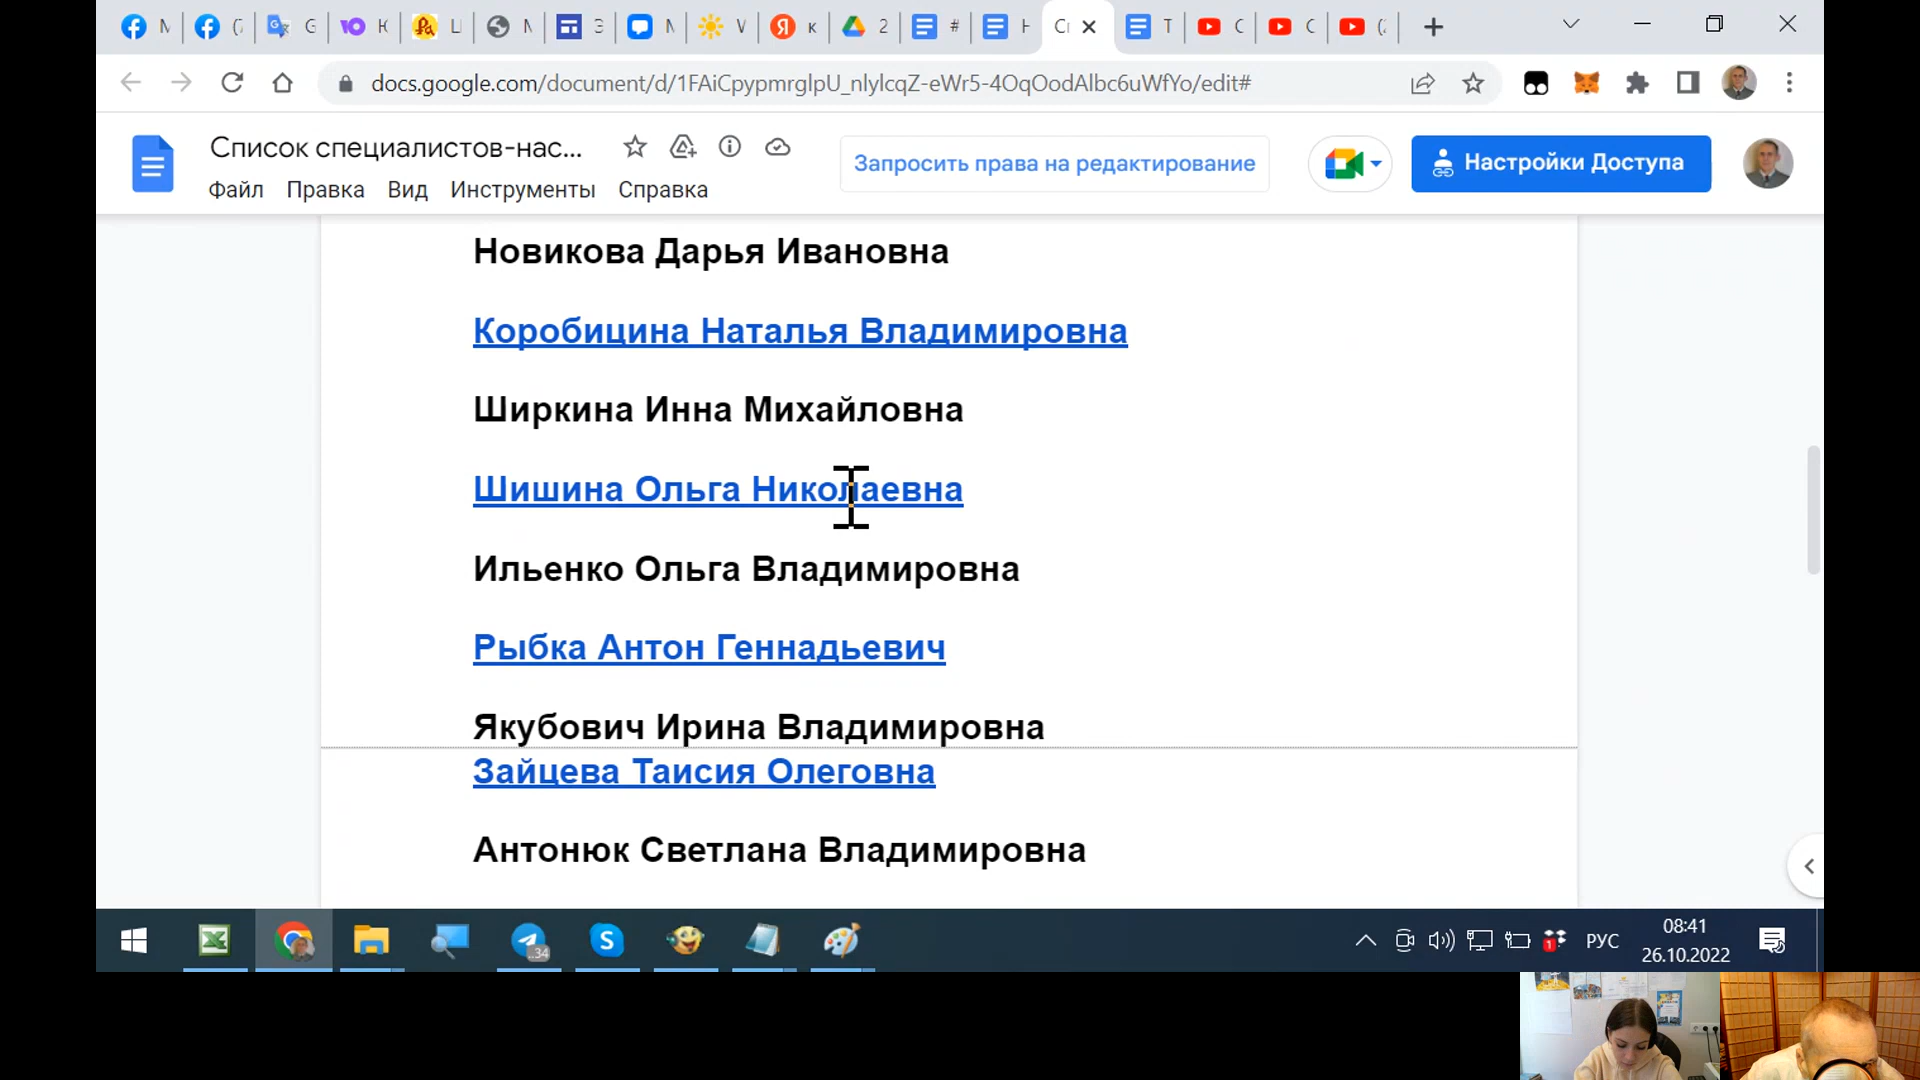 docs.google.com/document/d/1FAiCpypmrglpU_nlylcqZ-eWr5-4OqOodAlbc6uWfYo/edit#
Список специалистов-нас...
Запросить права на редактирование
Настройки Доступа
Файл Правка Вид Инструменты Справка
Новикова Дарья Ивановна
Коробицина Наталья Владимировна
Ширкина Инна Михайловна
Шишина Ольга Николаевна
Ильенко Ольга Владимировна
Рыбка Антон Геннадьевич
Якубович Ирина Владимировна
Зайцева Таисия Олеговна
Антонюк Светлана Владимировна
РУС
08:41
26.10.2022